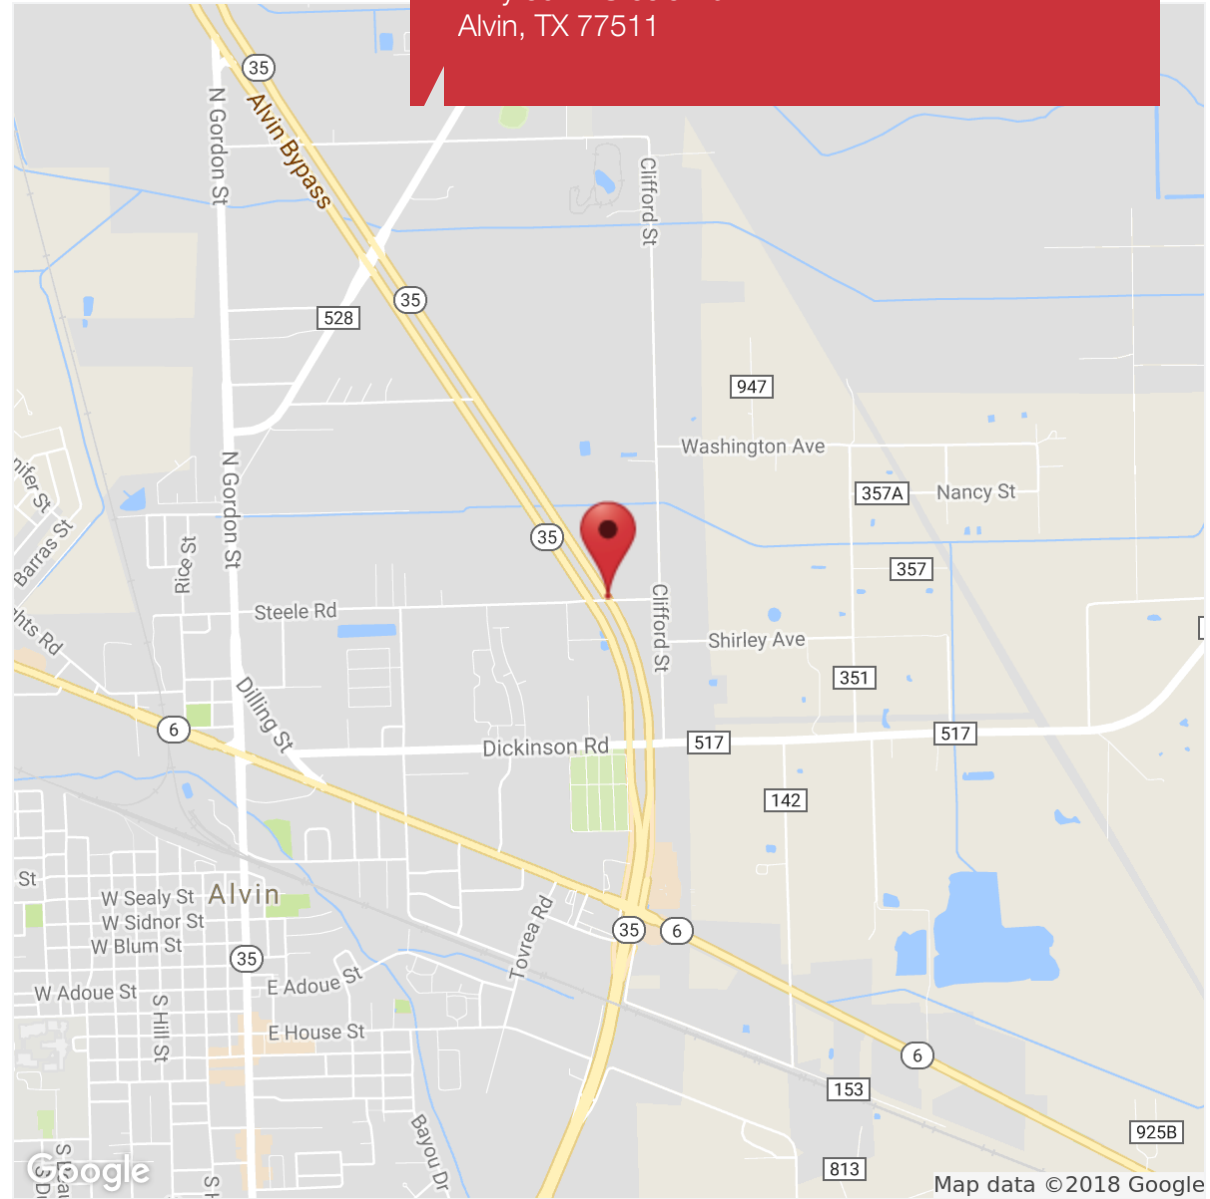 Alvin, TX 77511
35
N Gordon St
Alvin Bypass
Clifford St
35
528
947
Washington Ave
N Gordon St
357A
Nancy St
Barras St
Rice St
35
357
Steele Rd
Clifford St
Shirley Ave
351
Dilling St
6
Dickinson Rd
517
517
142
St
W Sealy St
Alvin
W Sidnor St
W Blum St
35
Tovrea Rd
35
6
W Adoue St
E Adoue St
S Hill St
E House St
6
153
Bayou Dr
925B
813
Google
Map data ©2018 Google